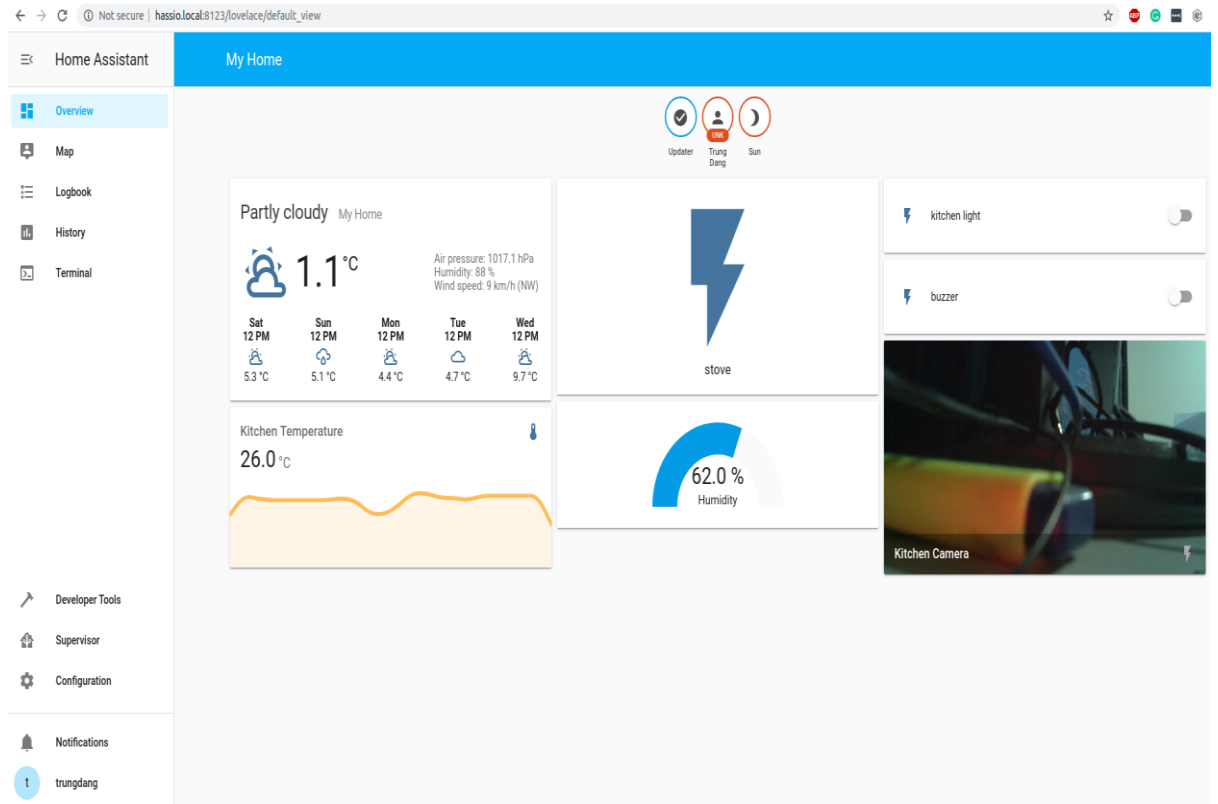 Not secure | hassio.local:8123/lovelace/default_view
ABP
Home Assistant
My Home
Overview
Map
Logbook
History
Terminal
Developer Tools
Supervisor
Configuration
Notifications
t trungdang
UNK
Updater Trung Dang Sun
Partly cloudy My Home
1.1 °C
Air pressure: 1017.1 hPa
Humidity: 88 %
Wind speed: 9 km/h (NW)
Sat Sun Mon Tue Wed
12 PM 12 PM 12 PM 12 PM 12 PM
5.3 °C 5.1 °C 4.4 °C 4.7 °C 9.7 °C
Kitchen Temperature
26.0 °C
stove
62.0 %
Humidity
kitchen light
buzzer
Kitchen Camera